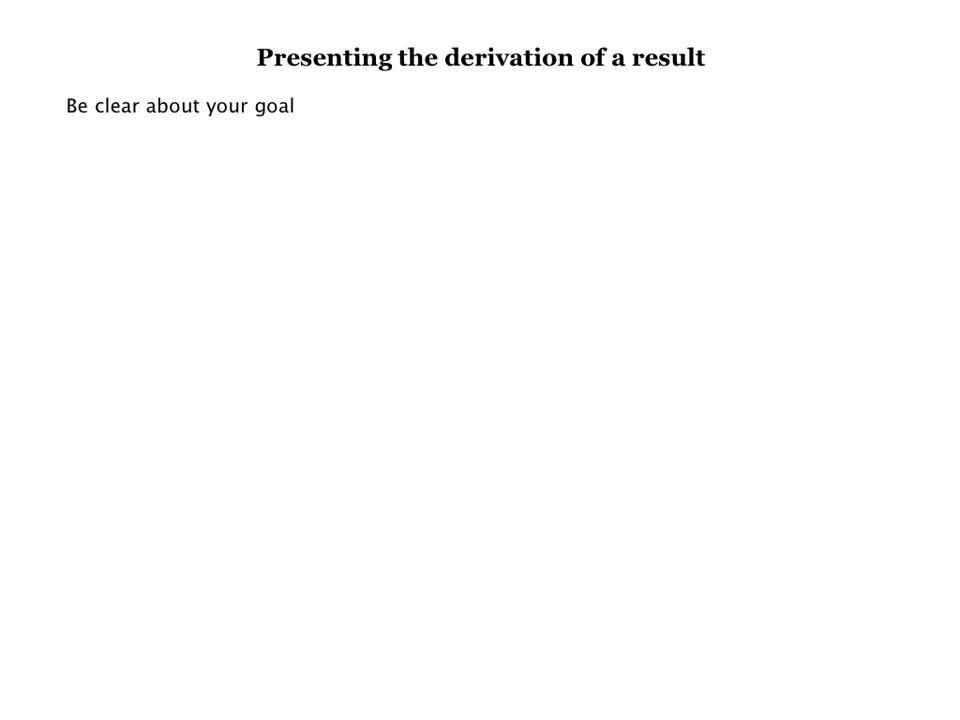 Presenting the derivation of a result
Be clear about your goal